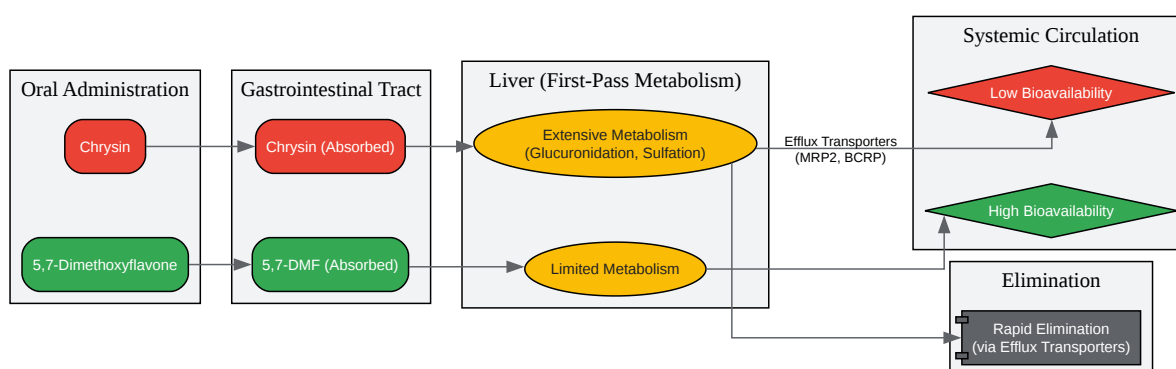 Oral Administration
Chrysin
5,7-Dimethoxyflavone
Gastrointestinal Tract
Chrysin (Absorbed)
5,7-DMF (Absorbed)
Liver (First-Pass Metabolism)
Extensive Metabolism
(Glucuronidation, Sulfation)
Limited Metabolism
Efflux Transporters
(MRP2, BCRP)
Systemic Circulation
Low Bioavailability
High Bioavailability
Elimination
Rapid Elimination
(via Efflux Transporters)